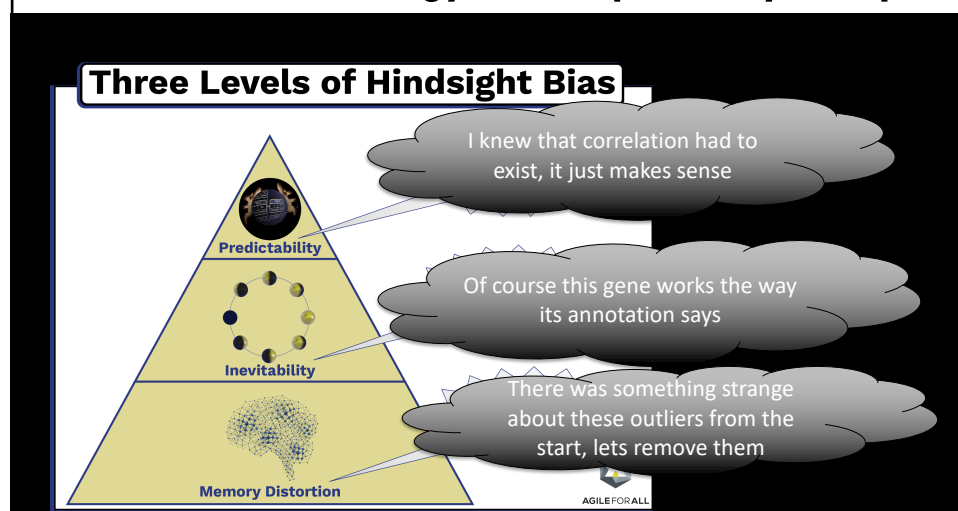 Three Levels of Hindsight Bias
I knew that correlation had to
exist, it just makes sense
Predictability
Of course this gene works the way
its annotation says
Inevitability
There was something strange
about these outliers from the
start, lets remove them
Memory Distortion
AGILEFORALL